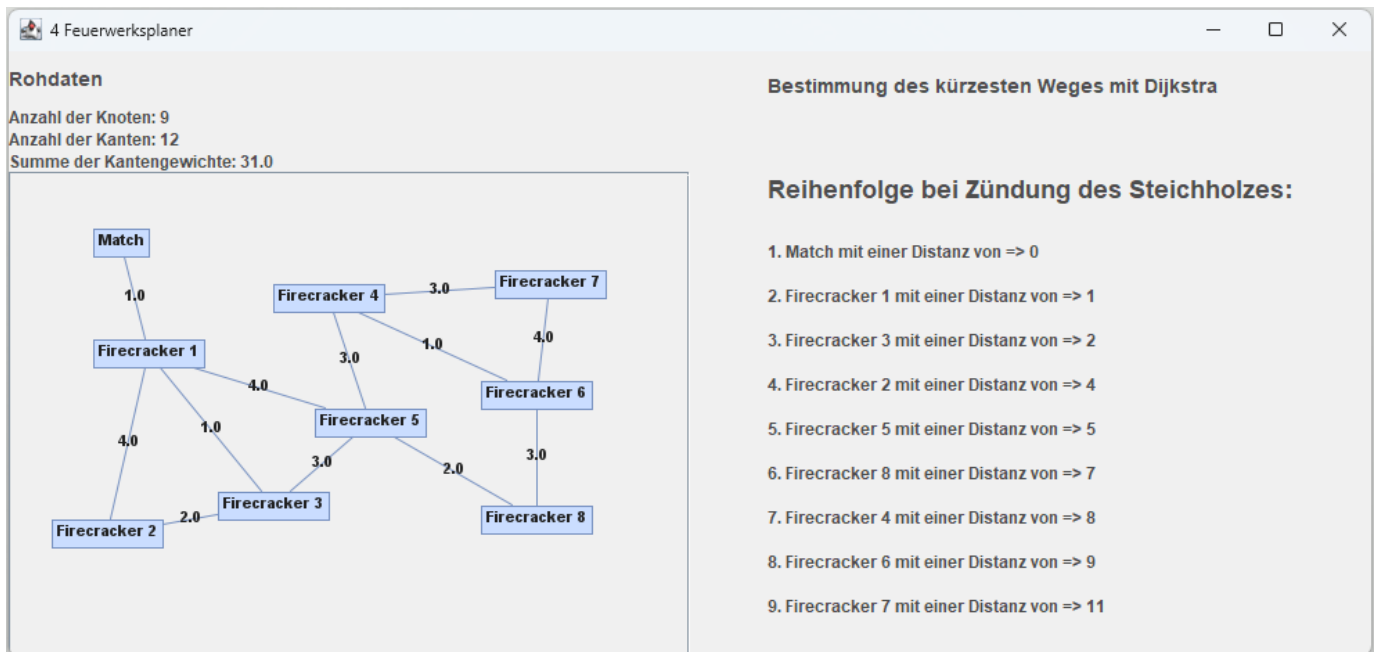 4 Feuerwerksplaner
Rohdaten
Anzahl der Knoten: 9
Anzahl der Kanten: 12
Summe der Kantengewichte: 31.0
Match
1.0
Firecracker 4
3.0
Firecracker 7
Firecracker 1
3.0
1.0
4.0
4.0
Firecracker 6
Firecracker 5
4.0
1.0
3.0
2.0
3.0
Firecracker 3
2.0
Firecracker 2
Firecracker 8
Bestimmung des kürzesten Weges mit Dijkstra
Reihenfolge bei Zündung des Steichholzes:
1. Match mit einer Distanz von => 0
2. Firecracker 1 mit einer Distanz von => 1
3. Firecracker 3 mit einer Distanz von => 2
4. Firecracker 2 mit einer Distanz von => 4
5. Firecracker 5 mit einer Distanz von => 5
6. Firecracker 8 mit einer Distanz von => 7
7. Firecracker 4 mit einer Distanz von => 8
8. Firecracker 6 mit einer Distanz von => 9
9. Firecracker 7 mit einer Distanz von => 11